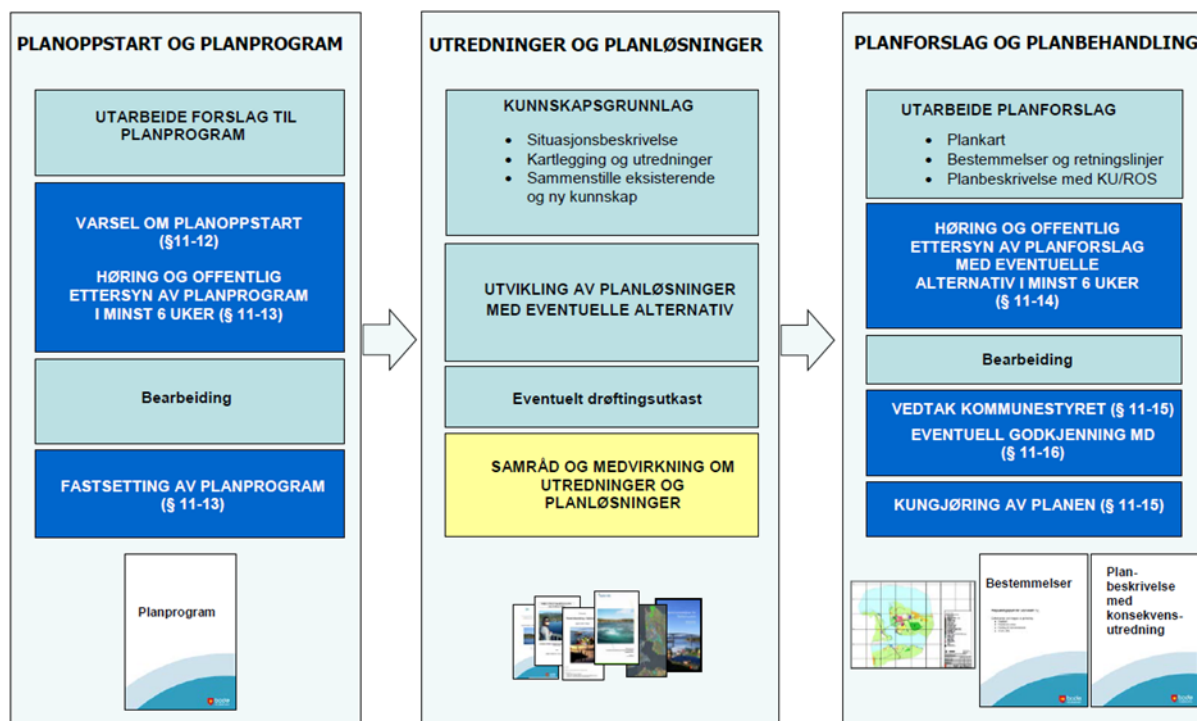 PLANOPPSTART OG PLANPROGRAM
UTARBEIDE FORSLAG TIL
PLANPROGRAM
VARSEL OM PLANOPPSTART
(§11-12)
HØRING OG OFFENTLIG
ETTERSYN AV PLANPROGRAM
I MINST 6 UKER (§ 11-13)
Bearbeiding
FASTSETTING AV PLANPROGRAM
(§ 11-13)
Planprogram
bodø
UTREDNINGER OG PLANLØSNINGER
KUNNSKAPSGRUNNLAG
• Situasjonsbeskrivelse
• Kartlegging og utredninger
• Sammenstille eksisterende
og ny kunnskap
UTVIKLING AV PLANLØSNINGER
MED EVENTUELLE ALTERNATIV
Eventuelt drøftingsutkast
SAMRÅD OG MEDVIRKNING OM
UTREDNINGER OG
PLANLØSNINGER
PLANFORSLAG OG PLANBEHANDLING
UTARBEIDE PLANFORSLAG
• Plankart
• Bestemmelser og retningslinjer
• Planbeskrivelse med KU/ROS
HØRING OG OFFENTLIG
ETTERSYN AV PLANFORSLAG
MED EVENTUELLE
ALTERNATIV I MINST 6 UKER
(§ 11-14)
Bearbeiding
VEDTAK KOMMUNESTYRET (§ 11-15)
EVENTUELL GODKJENNING MD
(§ 11-16)
KUNGJØRING AV PLANEN (§ 11-15)
Bestemmelser
bodø
Plan-
beskrivelse
med
konsekvens-
utredning
bodø